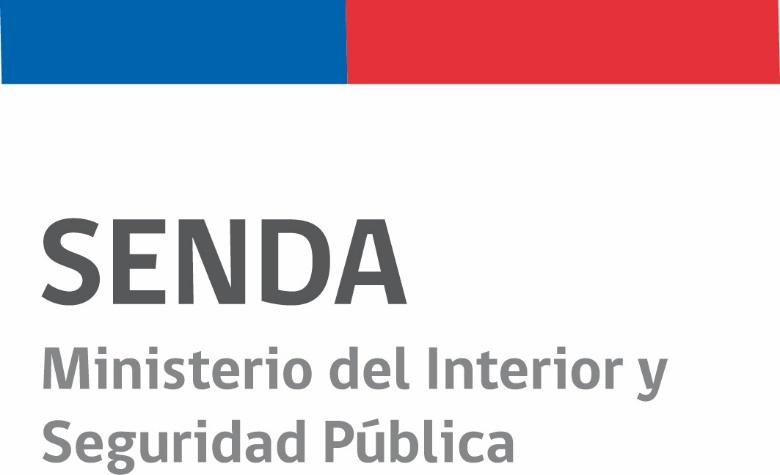 SENDA
Ministerio del Interior y
Seguridad Pública